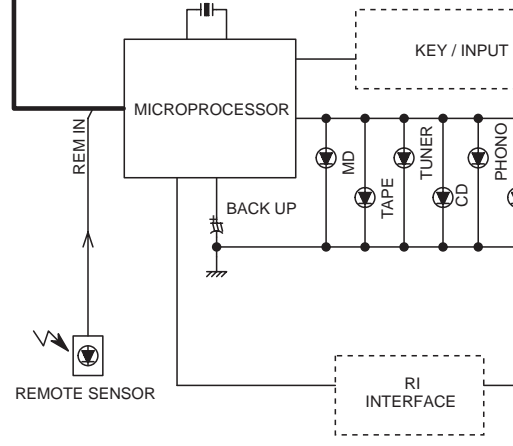 KEY / INPUT
MICROPROCESSOR
REM IN
MD
TAPE
TUNER
CD
PHONO
BACK UP
REMOTE SENSOR
RI
INTERFACE